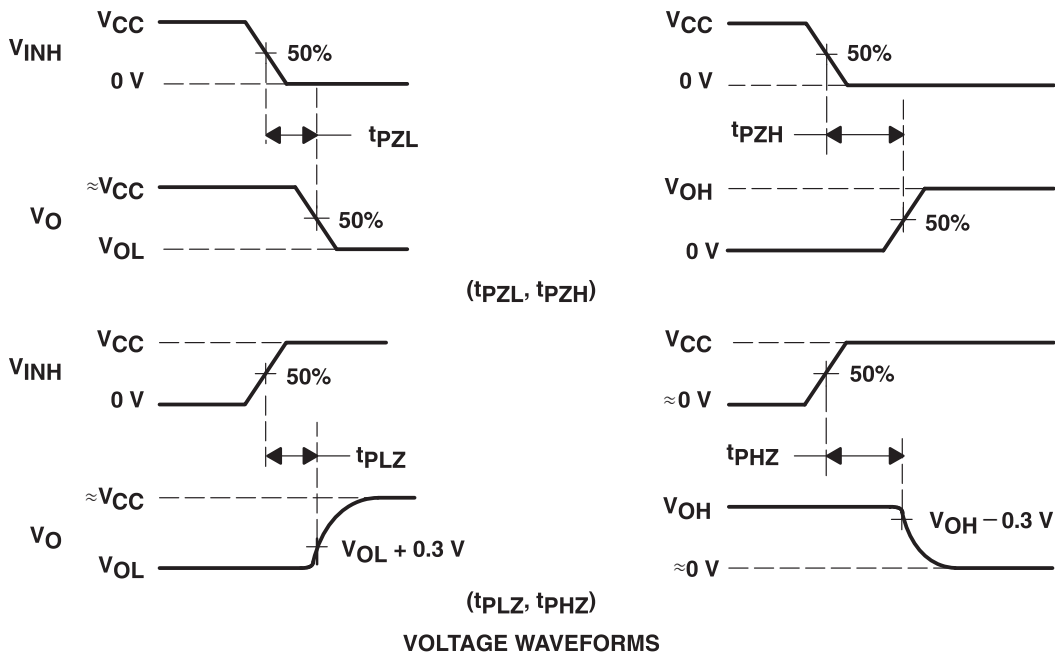 VCC
VINH
50%
0 V
tPZL
≈VCC
VO
50%
VOL
VCC
50%
0 V
tPZH
VOH
50%
0 V
(tPZL, tPZH)
VCC
VINH
50%
0 V
tPLZ
≈VCC
VO
VOL + 0.3 V
VOL
VCC
50%
≈0 V
tPHZ
VOH
VOH – 0.3 V
≈0 V
(tPLZ, tPHZ)
VOLTAGE WAVEFORMS